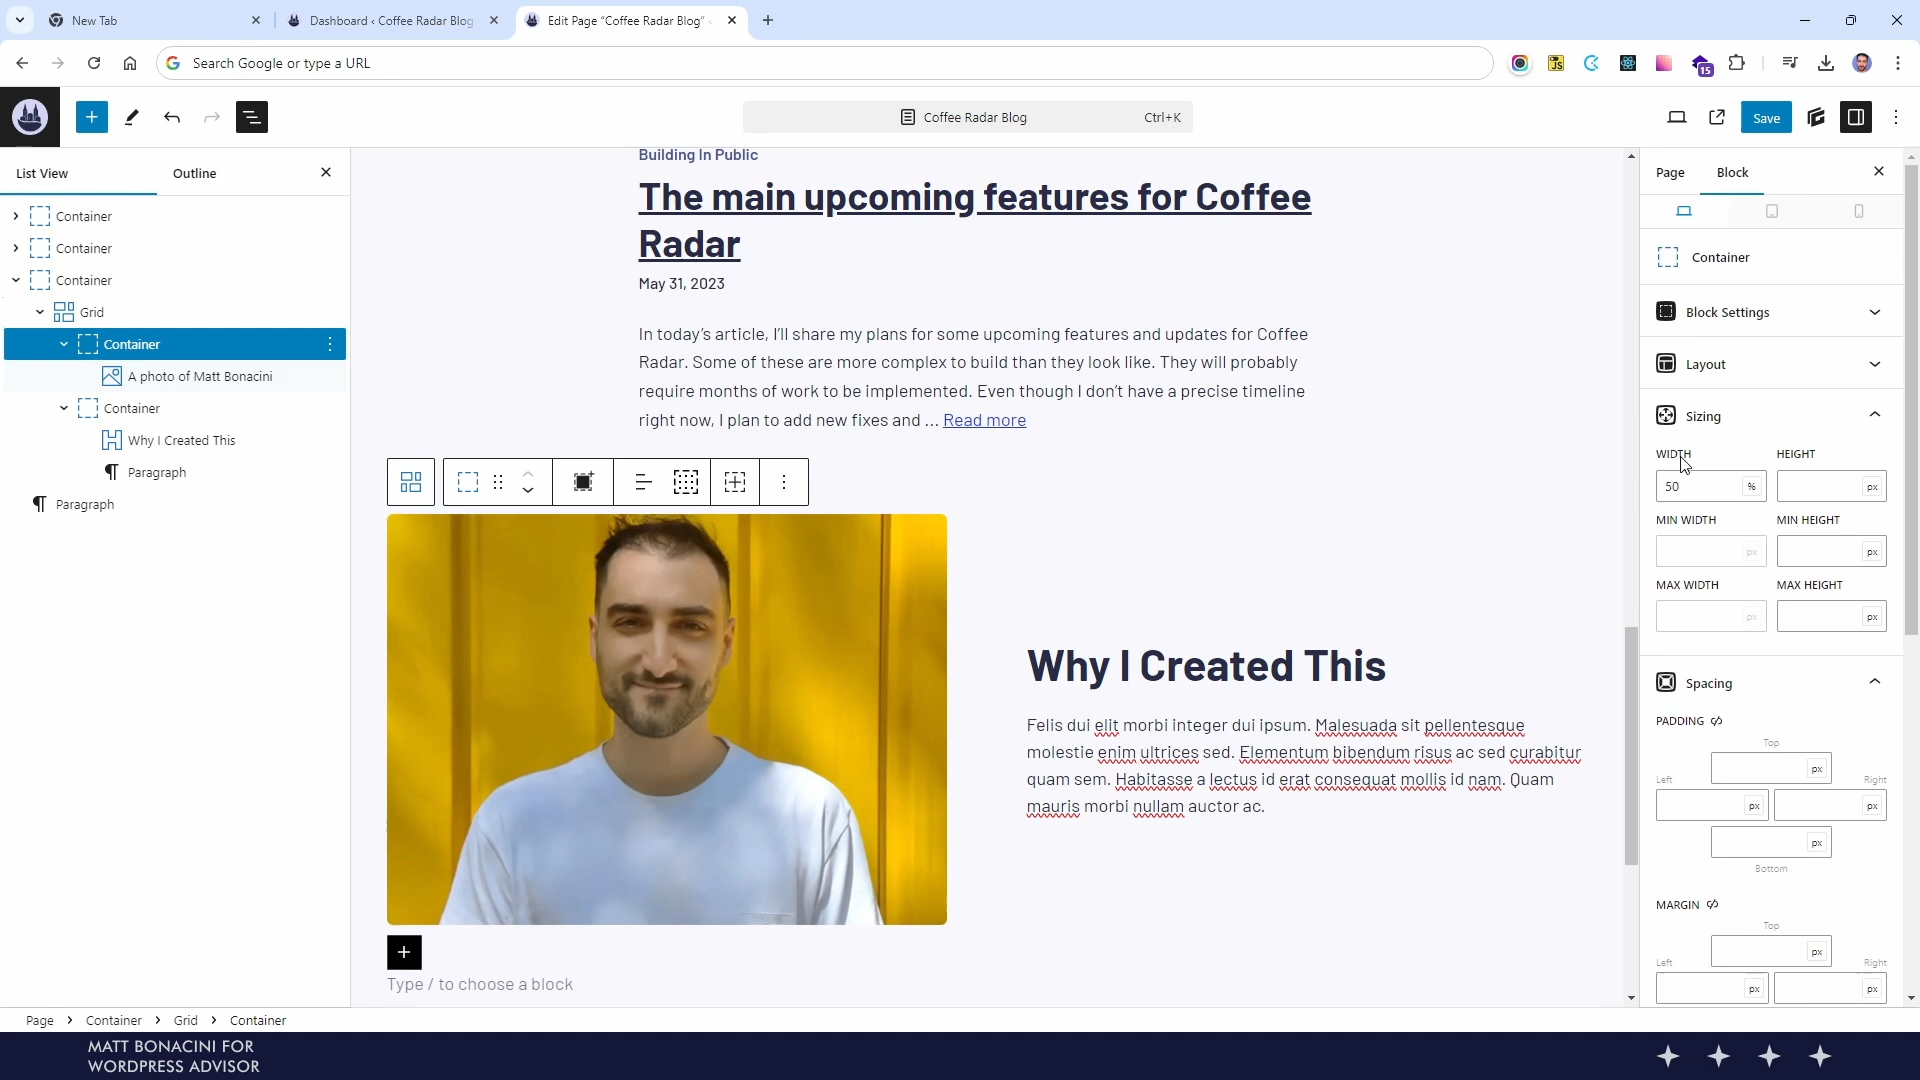 New Tab
Dashboard ‹ Coffee Radar Blog
Edit Page “Coffee Radar Blog” ‹
Search Google or type a URL
JS
15
Coffee Radar Blog
Ctrl+K
Save
List View
Outline
Container
Container
Container
Grid
Container
A photo of Matt Bonacini
Container
Why I Created This
Paragraph
Paragraph
Building In Public
The main upcoming features for Coffee
Radar
May 31, 2023
In today’s article, I’ll share my plans for some upcoming features and updates for Coffee
Radar. Some of these are more complex to build than they look like. They will probably
require months of work to be implemented. Even though I don’t have a precise timeline
right now, I plan to add new fixes and ... Read more
Why I Created This
Felis dui elit morbi integer dui ipsum. Malesuada sit pellentesque
molestie enim ultrices sed. Elementum bibendum risus ac sed curabitur
quam sem. Habitasse a lectus id erat consequat mollis id nam. Quam
mauris morbi nullam auctor ac.
Type / to choose a block
Page
Block
Container
Block Settings
Layout
Sizing
WIDTH
HEIGHT
50
%
px
MIN WIDTH
MIN HEIGHT
px
px
MAX WIDTH
MAX HEIGHT
px
px
Spacing
PADDING
Top
px
Left
Right
px
px
px
Bottom
MARGIN
Top
px
Left
Right
px
px
Page
Container
Grid
Container
MATT BONACINI FOR
WORDPRESS ADVISOR